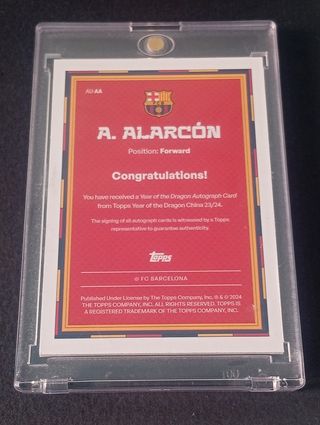 AU-AA
FCB
A. ALARCÓN
Position: Forward
Congratulations!
You have received a Year of the Dragon Autograph Card
from Topps Year of the Dragon China 23/24.
The signing of all autograph cards is witnessed by a Topps
representative to guarantee authenticity.
Topps
© FC BARCELONA
Published Under License by The Topps Company, Inc. ® & © 2024
THE TOPPS COMPANY, INC. ALL RIGHTS RESERVED. TOPPS IS
A REGISTERED TRADEMARK OF THE TOPPS COMPANY, INC.